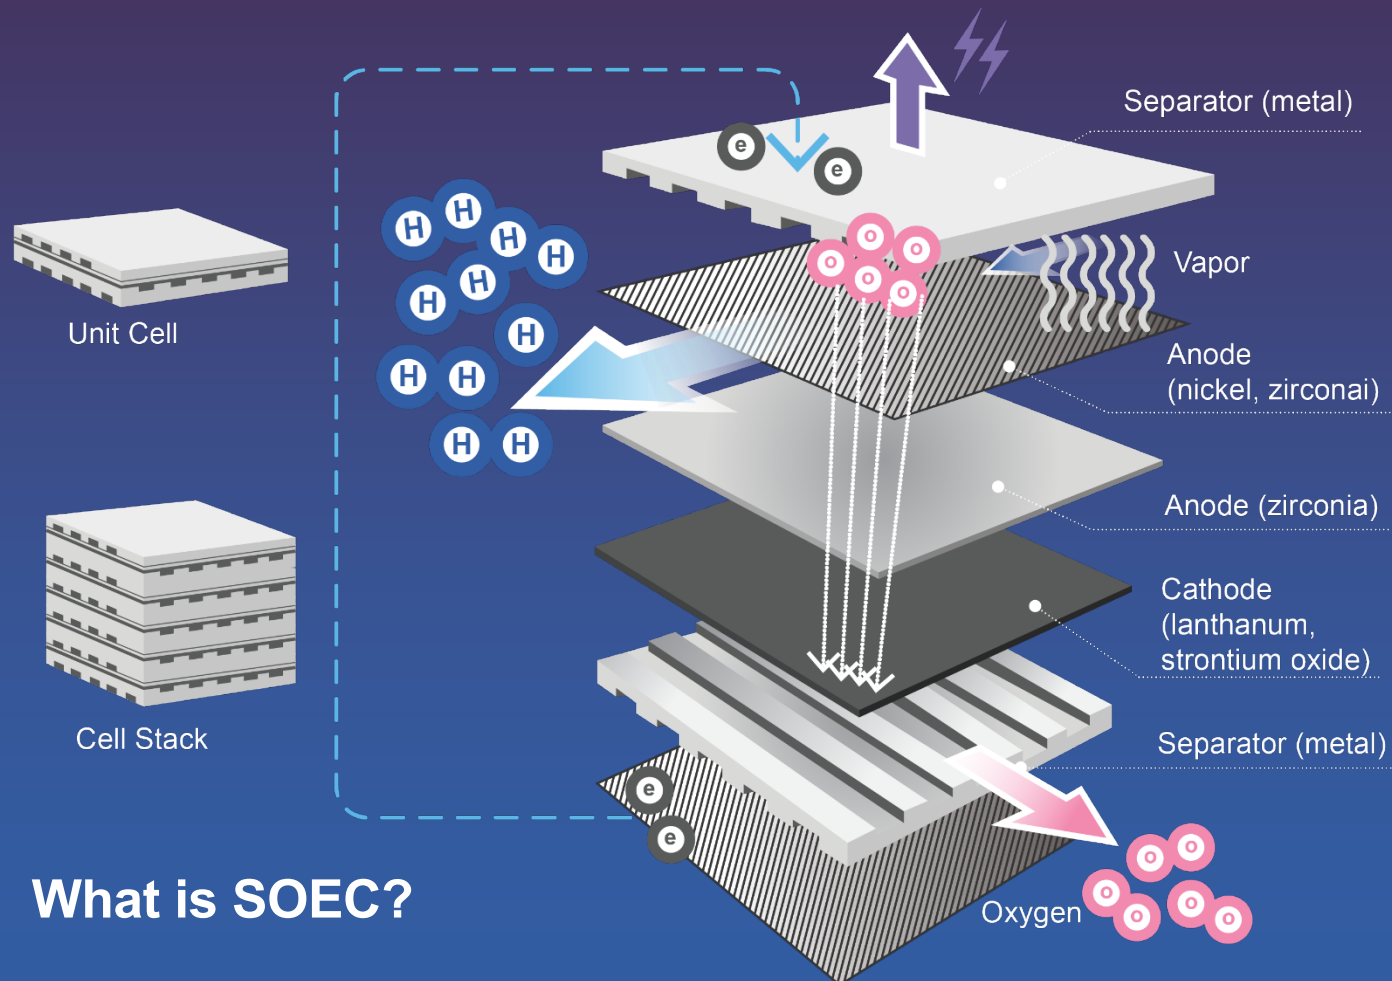 Separator (metal)
e
e
H
H
H
H
H
H
H
H
H
H
H
O
O
O
O
O
Vapor
Unit Cell
Anode
(nickel, zirconai)
Anode (zirconia)
Cathode
(lanthanum,
strontium oxide)
Cell Stack
Separator (metal)
e
e
What is SOEC?
Oxygen
O
O
O
O
O
O